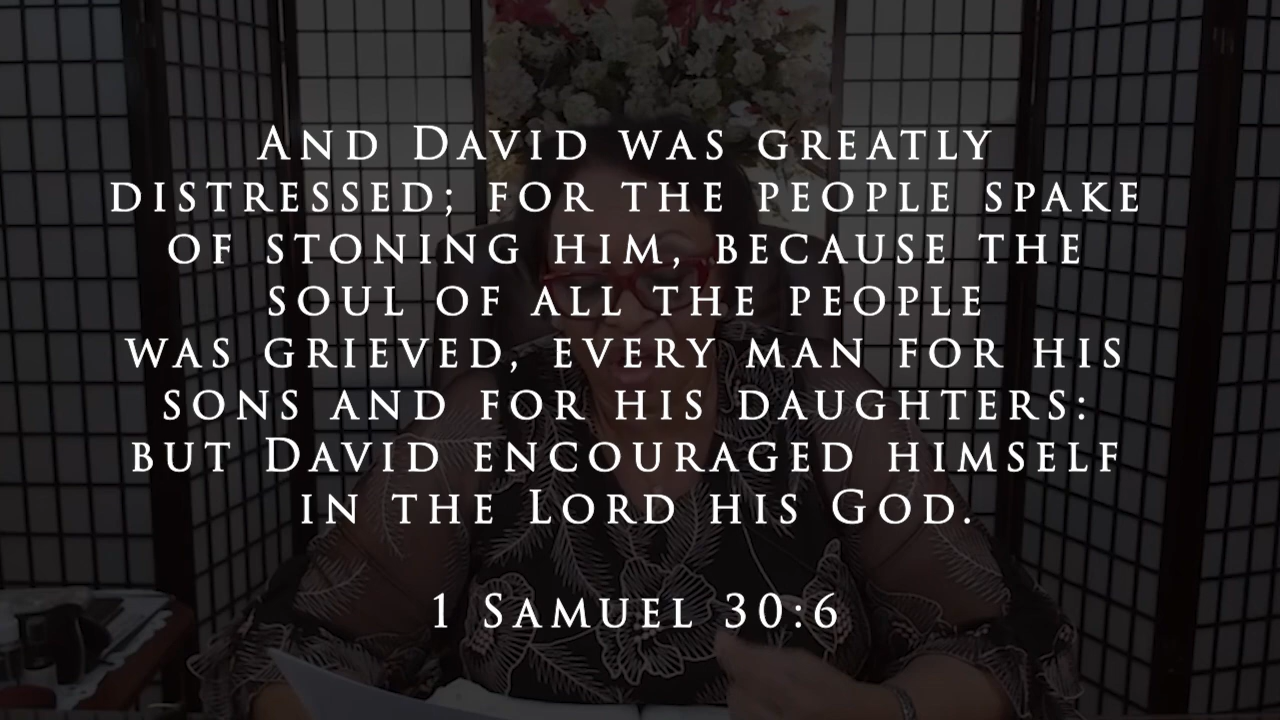 And David was greatly
distressed; for the people spake
of stoning him, because the
soul of all the people
was grieved, every man for his
sons and for his daughters:
but David encouraged himself
in the Lord his God.
1 Samuel 30:6